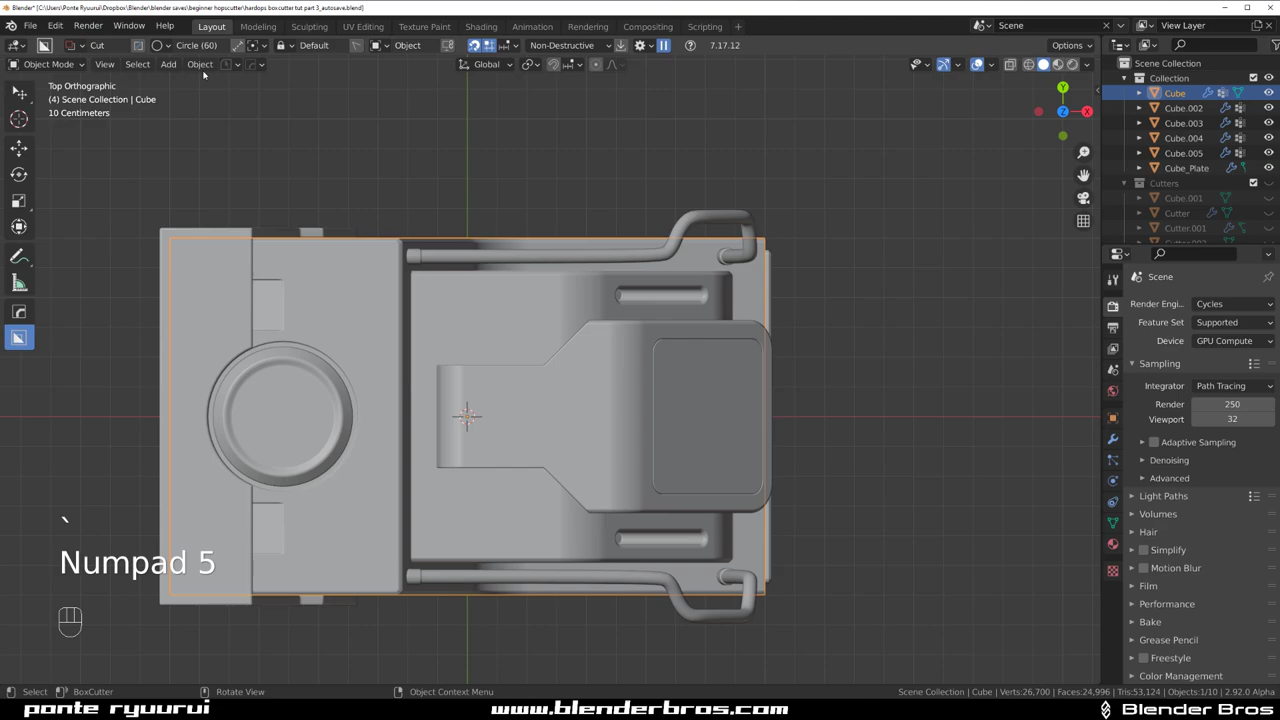 Blender* [C:\Users\Ponte Ryuurui\Dropbox\blender saves\beginner hopscutter\hardops boxcutter tut part 3_autosave.blend]
File Edit Render Window Help Layout Modeling Sculpting UV Editing Texture Paint Shading Animation Rendering Compositing Scripting + Scene View Layer
Cut Circle (60) Default Object Non-Destructive 7.17.12 Options
Object Mode View Select Add Object Global
Top Orthographic
(4) Scene Collection | Cube
10 Centimeters
Y
Z X
Scene Collection
Collection
Cube
Cube.002
Cube.003
Cube.004
Cube.005
Cube_Plate
Cutters
Cube.001
Cutter
Cutter.001
Scene
Render Engi.. Cycles
Feature Set Supported
Device GPU Compute
Sampling
Integrator Path Tracing
Render 250
Viewport 32
Adaptive Sampling
Denoising
Advanced
Light Paths
Volumes
Hair
Simplify
Motion Blur
Film
Performance
Bake
Grease Pencil
Freestyle
Color Management
`
Numpad 5
Select BoxCutter Rotate View Object Context Menu Scene Collection | Cube | Verts:26,700 | Faces:24,996 | Tris:53,124 | Objects:1/10 | 2.92.0 Alpha
ponte ryuurui www.blenderbros.com Blender Bros